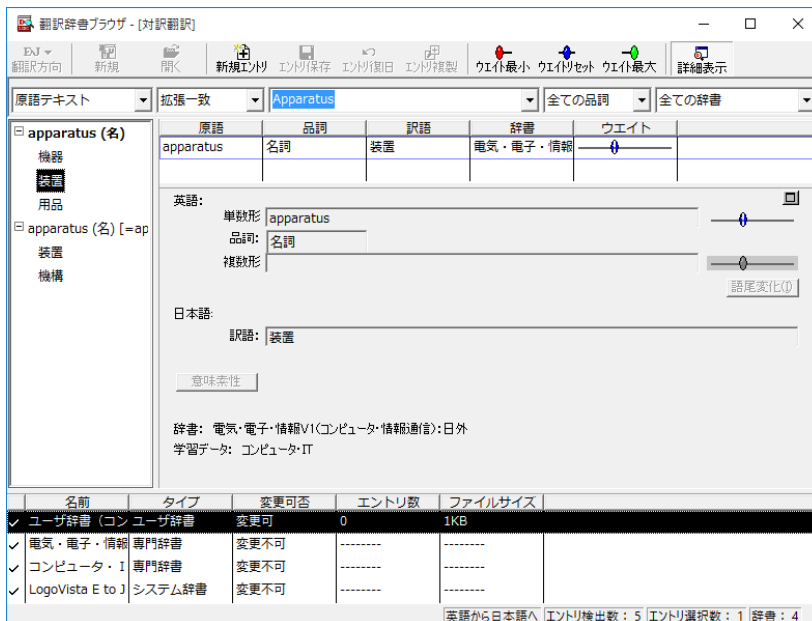 翻訳辞書ブラウザ - [対訳翻訳]
EtJ
翻訳方向 新規 開く 新規エントリ エントリ保存 エントリ復旧 エントリ複製 ウエイト最小 ウエイトリセット ウエイト最大 詳細表示
原語テキスト 拡張一致 Apparatus 全ての品詞 全ての辞書
apparatus (名)
機器
装置
用品
apparatus (名) [=ap
装置
機構
原語 品詞 訳語 辞書 ウエイト
apparatus 名詞 装置 電気・電子・情報
英語:
単数形 apparatus
品詞: 名詞
複数形
語尾変化(I)
日本語:
訳語: 装置
意味素性
辞書: 電気・電子・情報V1(コンピュータ・情報通信):日外
学習データ: コンピュータ・IT
名前 タイプ 変更可否 エントリ数 ファイルサイズ
ユーザ辞書（コン ユーザ辞書 変更可 0 1KB
電気・電子・情報 専門辞書 変更不可 -------- --------
コンピュータ・I 専門辞書 変更不可 -------- --------
LogoVista E to J システム辞書 変更不可 -------- --------
英語から日本語へ エントリ検出数: 5 エントリ選択数: 1 辞書: 4